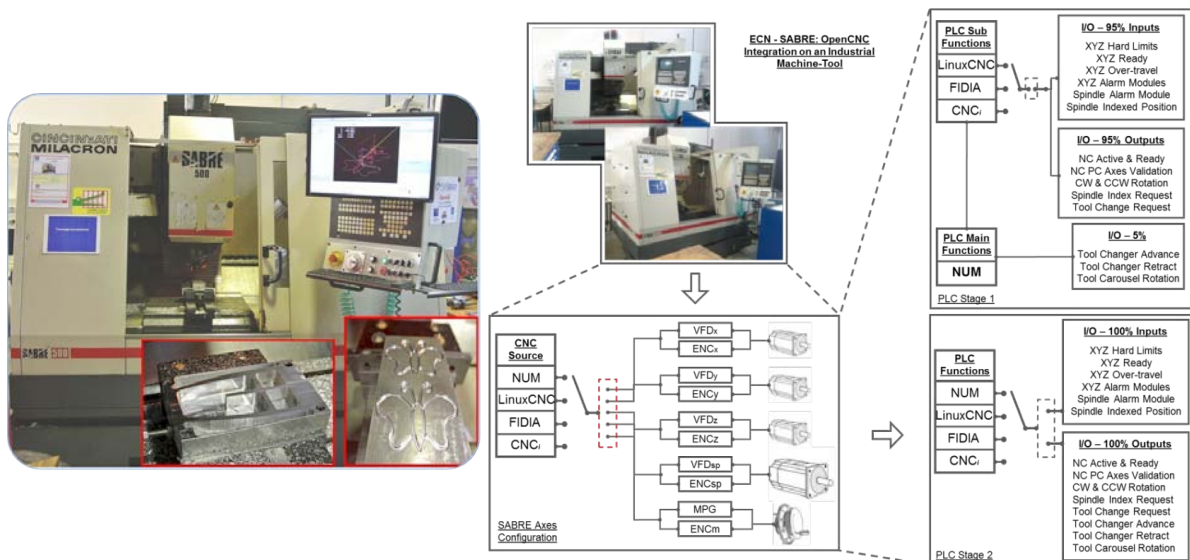 CINCINNATI
MILACRON
SABRE
500
SABRE 500
ECN - SABRE: OpenCNC
Integration on an Industrial
Machine-Tool
MILACRON
CNC
Source
NUM
LinuxCNC
FIDIA
CNCi
VFDx
ENCx
VFDy
ENCy
VFDz
ENCz
VFDsp
ENCsp
MPG
ENCm
SABRE Axes
Configuration
PLC Sub
Functions
LinuxCNC
FIDIA
CNCi
PLC Main
Functions
NUM
PLC Stage 1
I/O – 95% Inputs
XYZ Hard Limits
XYZ Ready
XYZ Over-travel
XYZ Alarm Modules
Spindle Alarm Module
Spindle Indexed Position
I/O – 95% Outputs
NC Active & Ready
NC PC Axes Validation
CW & CCW Rotation
Spindle Index Request
Tool Change Request
I/O – 5%
Tool Changer Advance
Tool Changer Retract
Tool Carousel Rotation
PLC
Functions
NUM
LinuxCNC
FIDIA
CNCi
PLC Stage 2
I/O – 100% Inputs
XYZ Hard Limits
XYZ Ready
XYZ Over-travel
XYZ Alarm Modules
Spindle Alarm Module
Spindle Indexed Position
I/O – 100% Outputs
NC Active & Ready
NC PC Axes Validation
CW & CCW Rotation
Spindle Index Request
Tool Change Request
Tool Changer Advance
Tool Changer Retract
Tool Carousel Rotation